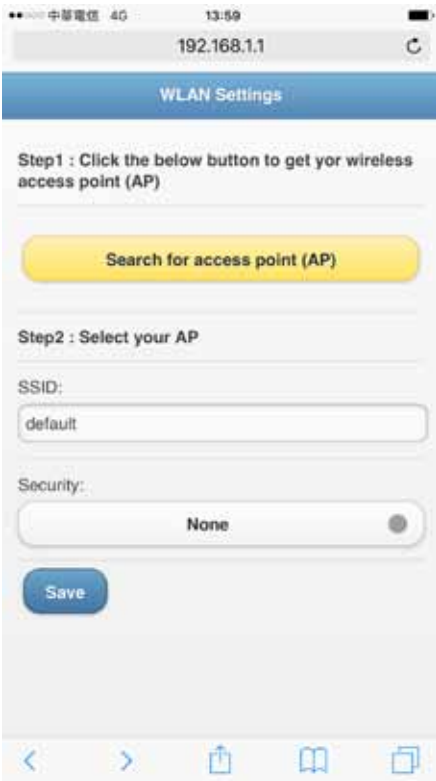 中華電信 4G 13:59
192.168.1.1
WLAN Settings
Step1 : Click the below button to get yor wireless
access point (AP)
Search for access point (AP)
Step2 : Select your AP
SSID:
default
Security:
None
Save